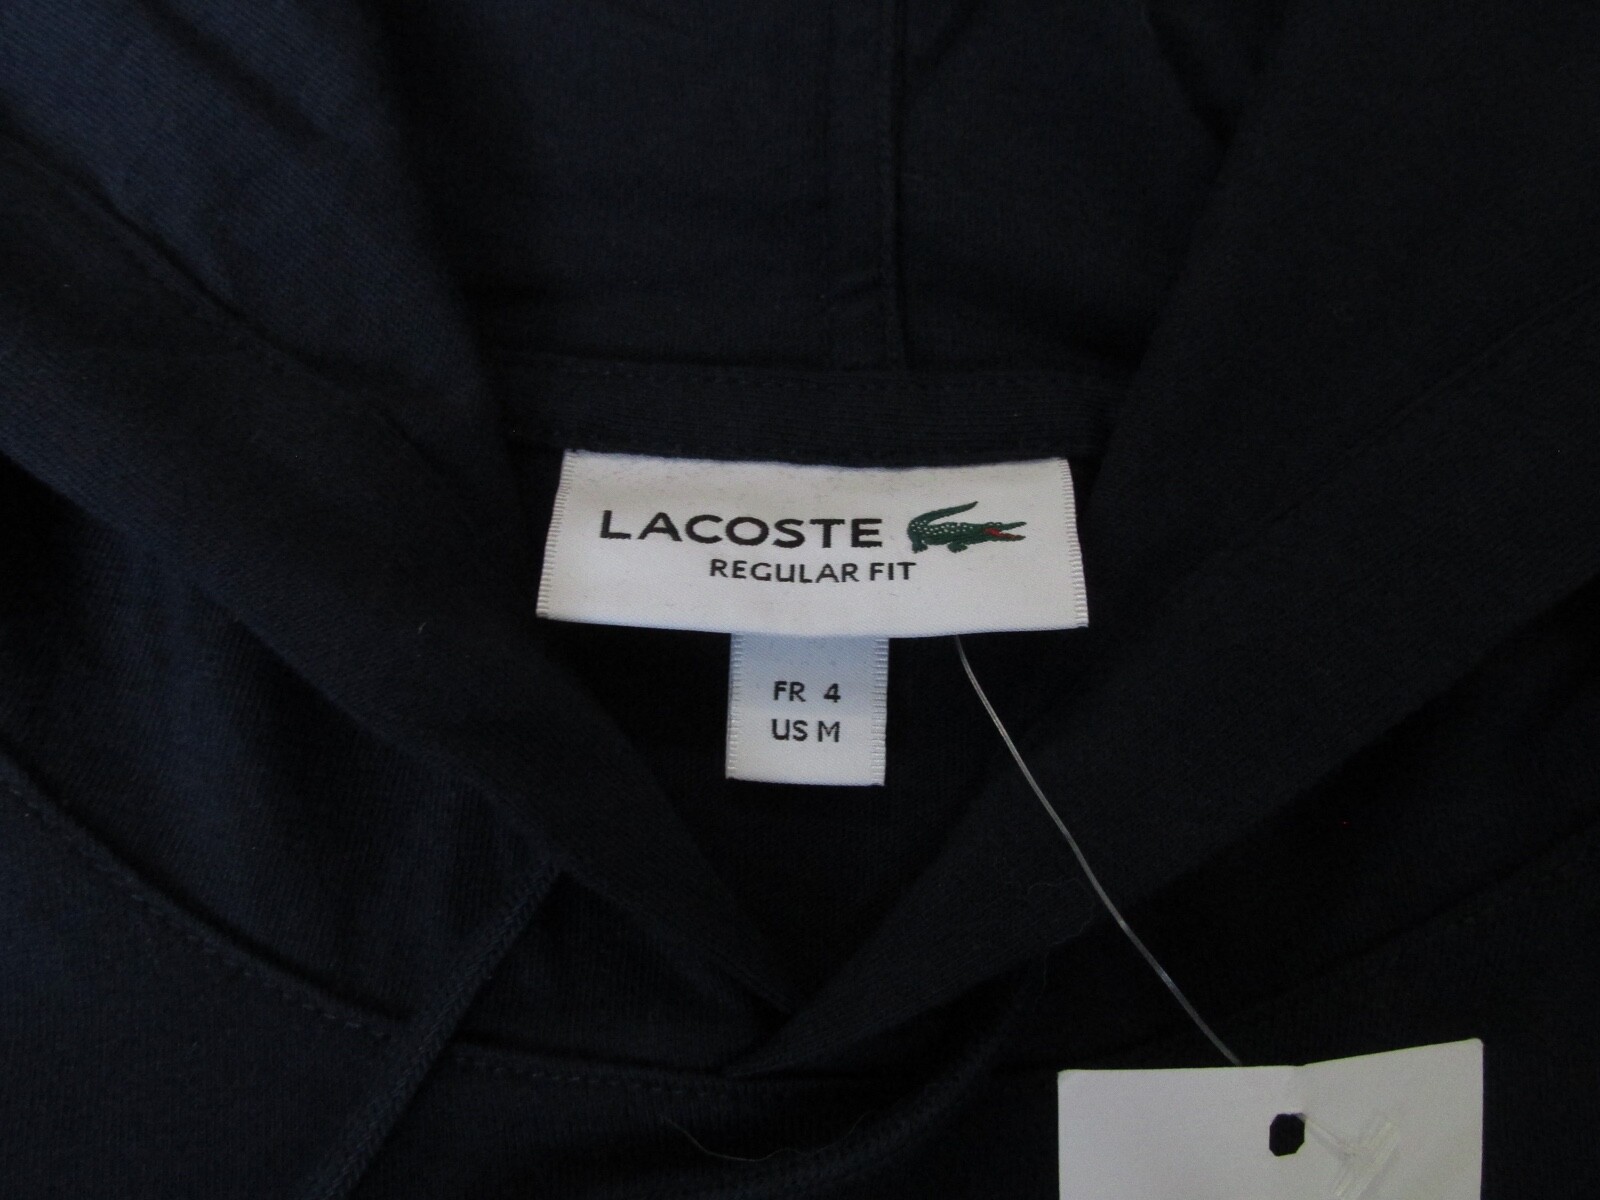 LACOSTE
REGULAR FIT
FR 4
US M